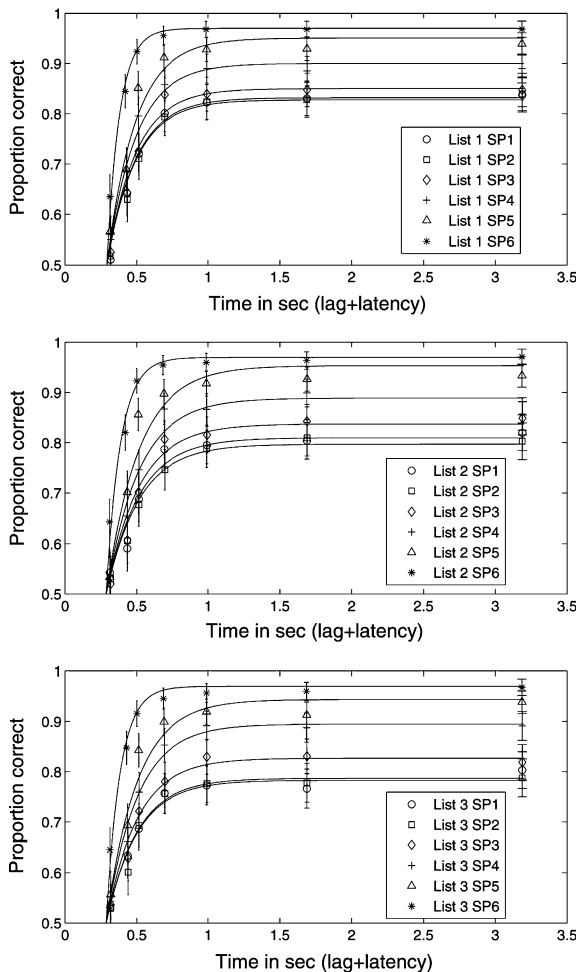 1
0.9
0.8
0.7
0.6
0.5
Proportion correct
List 1 SP1
List 1 SP2
List 1 SP3
List 1 SP4
List 1 SP5
List 1 SP6
0 0.5 1 1.5 2 2.5 3 3.5
Time in sec (lag+latency)
1
0.9
0.8
0.7
0.6
0.5
Proportion correct
List 2 SP1
List 2 SP2
List 2 SP3
List 2 SP4
List 2 SP5
List 2 SP6
0 0.5 1 1.5 2 2.5 3 3.5
Time in sec (lag+latency)
1
0.9
0.8
0.7
0.6
0.5
Proportion correct
List 3 SP1
List 3 SP2
List 3 SP3
List 3 SP4
List 3 SP5
List 3 SP6
0 0.5 1 1.5 2 2.5 3 3.5
Time in sec (lag+latency)